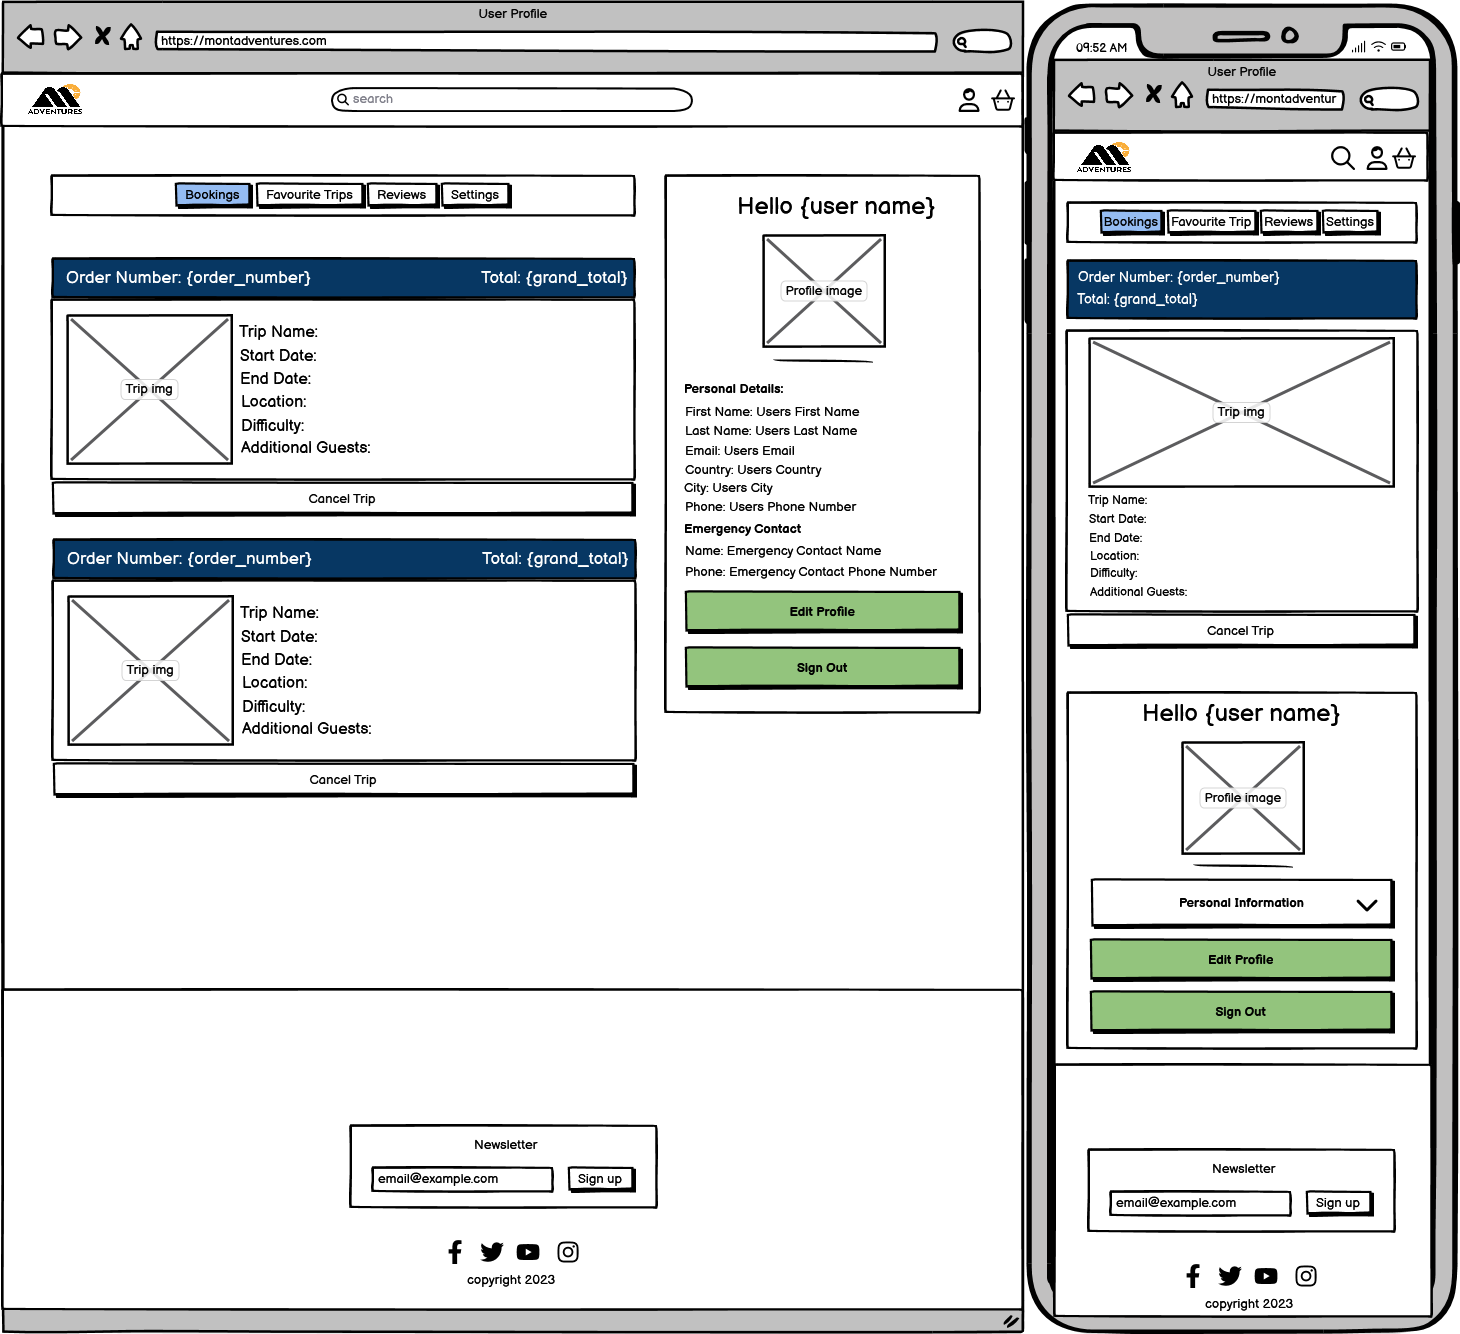 User Profile
https://montadventures.com
ADVENTURES
search
Bookings
Favourite Trips
Reviews
Settings
Order Number: {order_number}
Total: {grand_total}
Trip img
Trip Name:
Start Date:
End Date:
Location:
Difficulty:
Additional Guests:
Cancel Trip
Order Number: {order_number}
Total: {grand_total}
Trip img
Trip Name:
Start Date:
End Date:
Location:
Difficulty:
Additional Guests:
Cancel Trip
Hello {user name}
Profile image
Personal Details:
First Name: Users First Name
Last Name: Users Last Name
Email: Users Email
Country: Users Country
City: Users City
Phone: Users Phone Number
Emergency Contact
Name: Emergency Contact Name
Phone: Emergency Contact Phone Number
Edit Profile
Sign Out
Newsletter
email@example.com
Sign up
copyright 2023
09:52 AM
User Profile
https://montadventur
ADVENTURES
Bookings
Favourite Trip
Reviews
Settings
Order Number: {order_number}
Total: {grand_total}
Trip img
Trip Name:
Start Date:
End Date:
Location:
Difficulty:
Additional Guests:
Cancel Trip
Hello {user name}
Profile image
Personal Information
Edit Profile
Sign Out
Newsletter
email@example.com
Sign up
copyright 2023